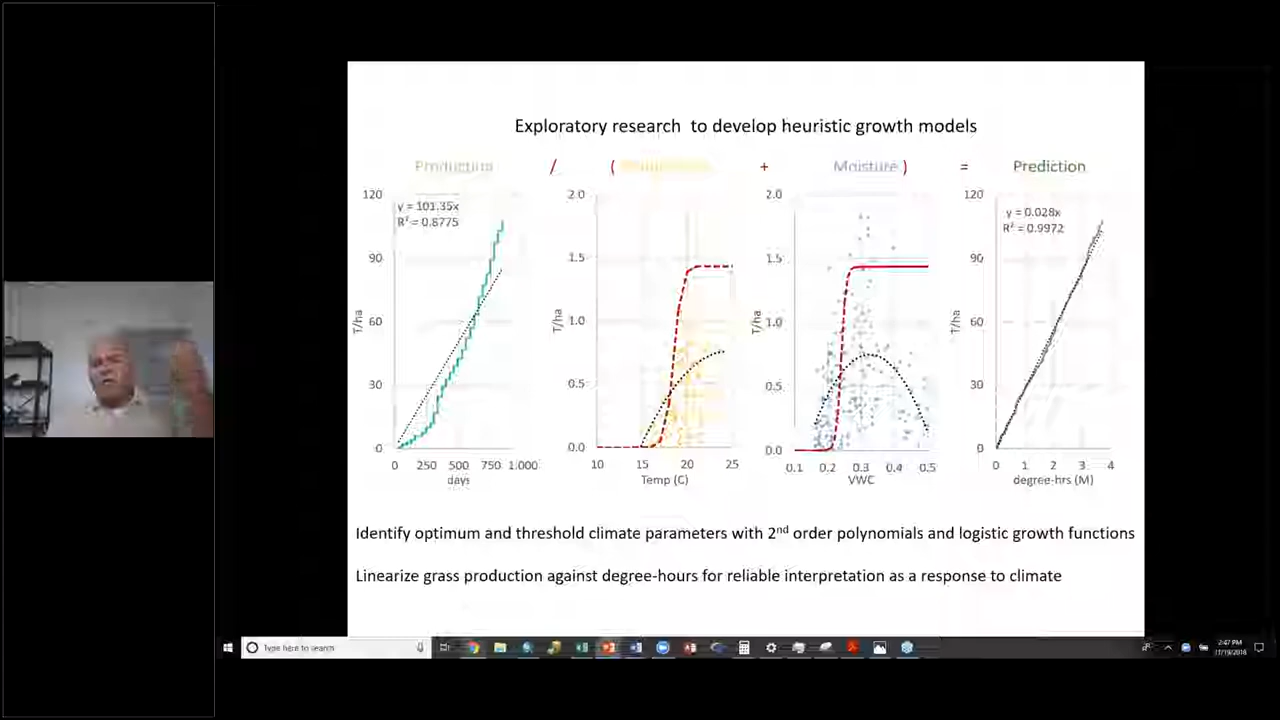 Exploratory research to develop heuristic growth models
Production / ( + Moisture ) = Prediction
120
90
60
30
0
T/ha
y = 101.35x
R² = 0.8775
0 250 500 750 1,000
days
2.0
1.5
1.0
0.5
0.0
T/ha
10 15 20 25
Temp (C)
2.0
1.5
1.0
0.5
0.0
T/ha
0.1 0.2 0.3 0.4 0.5
VWC
120
90
60
30
0
T/ha
y = 0.028x
R² = 0.9972
0 1 2 3 4
degree-hrs (M)
Identify optimum and threshold climate parameters with 2nd order polynomials and logistic growth functions
Linearize grass production against degree-hours for reliable interpretation as a response to climate
Type here to search
2:47 PM